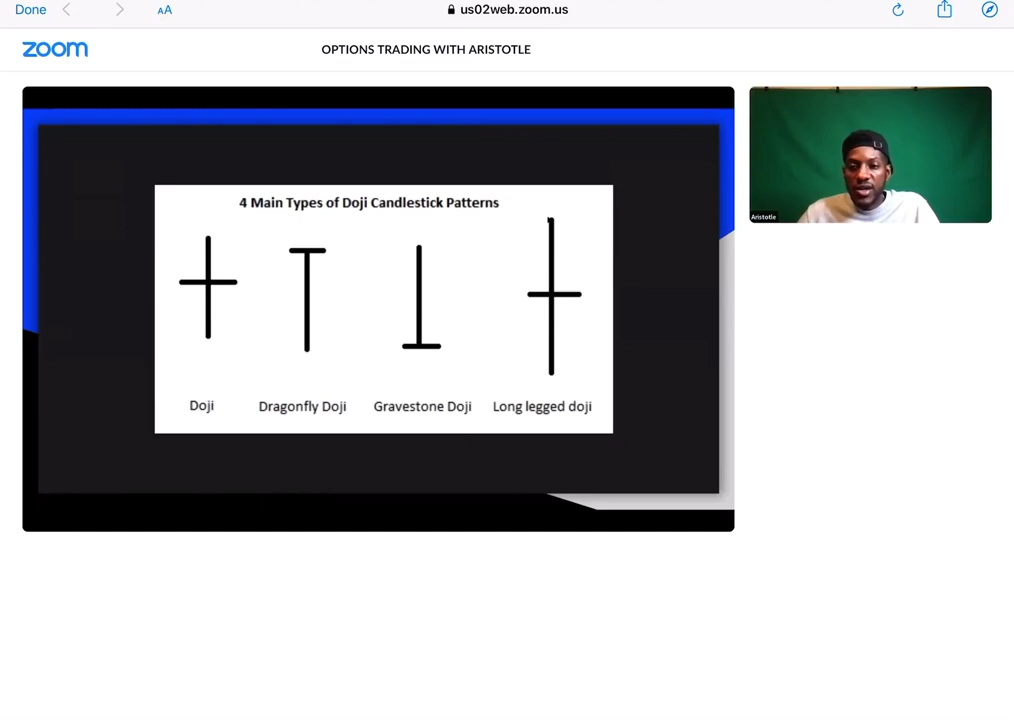 Done
AA
us02web.zoom.us
zoom
OPTIONS TRADING WITH ARISTOTLE
4 Main Types of Doji Candlestick Patterns
Doji
Dragonfly Doji
Gravestone Doji
Long legged doji
Aristotle